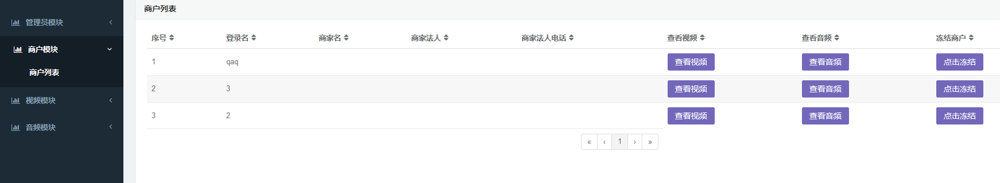 商户列表
管理员模块
商户模块
商户列表
视频模块
音频模块
序号 登录名 商家名 商家法人 商家法人电话 查看视频 查看音频 冻结商户
1 qaq 查看视频 查看音频 点击冻结
2 3 查看视频 查看音频 点击冻结
3 2 查看视频 查看音频 点击冻结
« ‹ 1 › »